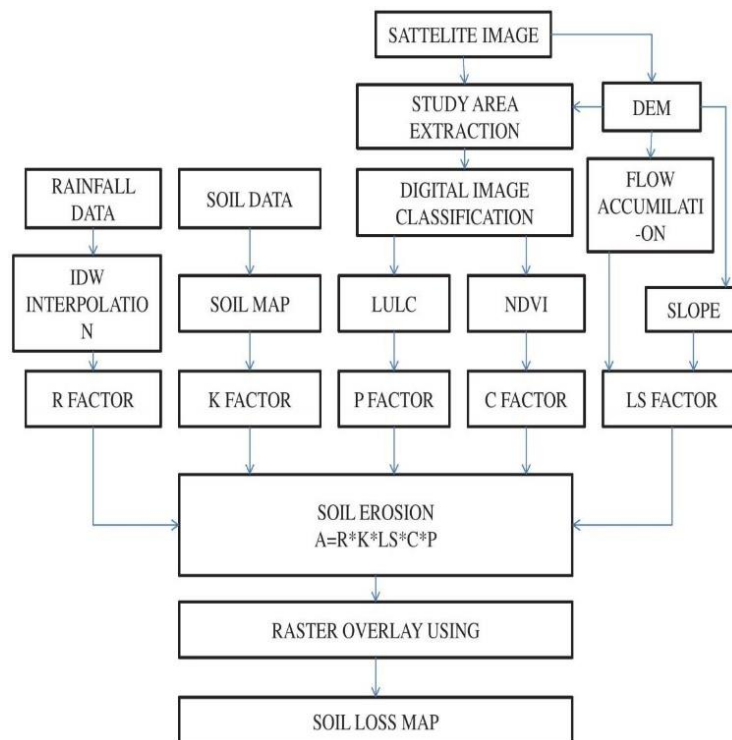 SATTELITE IMAGE
STUDY AREA
EXTRACTION
DEM
RAINFALL
DATA
SOIL DATA
DIGITAL IMAGE
CLASSIFICATION
FLOW
ACCUMILATI
-ON
IDW
INTERPOLATIO
N
SOIL MAP
LULC
NDVI
SLOPE
R FACTOR
K FACTOR
P FACTOR
C FACTOR
LS FACTOR
SOIL EROSION
A=R*K*LS*C*P
RASTER OVERLAY USING
SOIL LOSS MAP